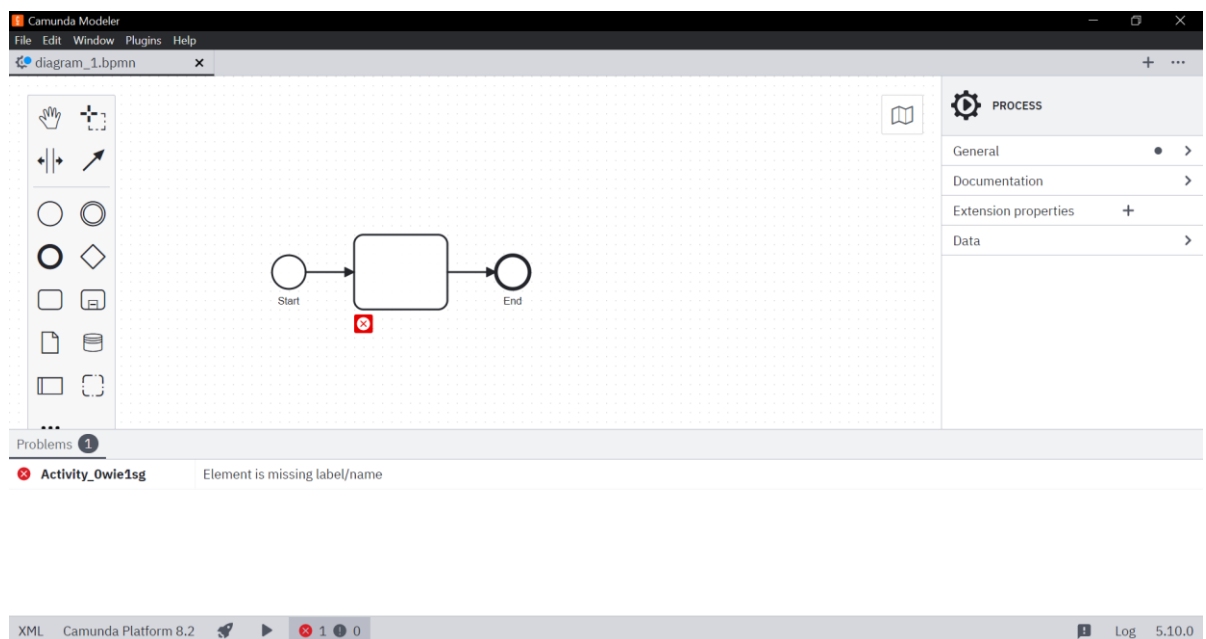 Camunda Modeler
File Edit Window Plugins Help
diagram_1.bpmn
PROCESS
General
Documentation
Extension properties
Data
Start
End
Problems 1
Activity_0wie1sg Element is missing label/name
XML Camunda Platform 8.2 1 0 Log 5.10.0